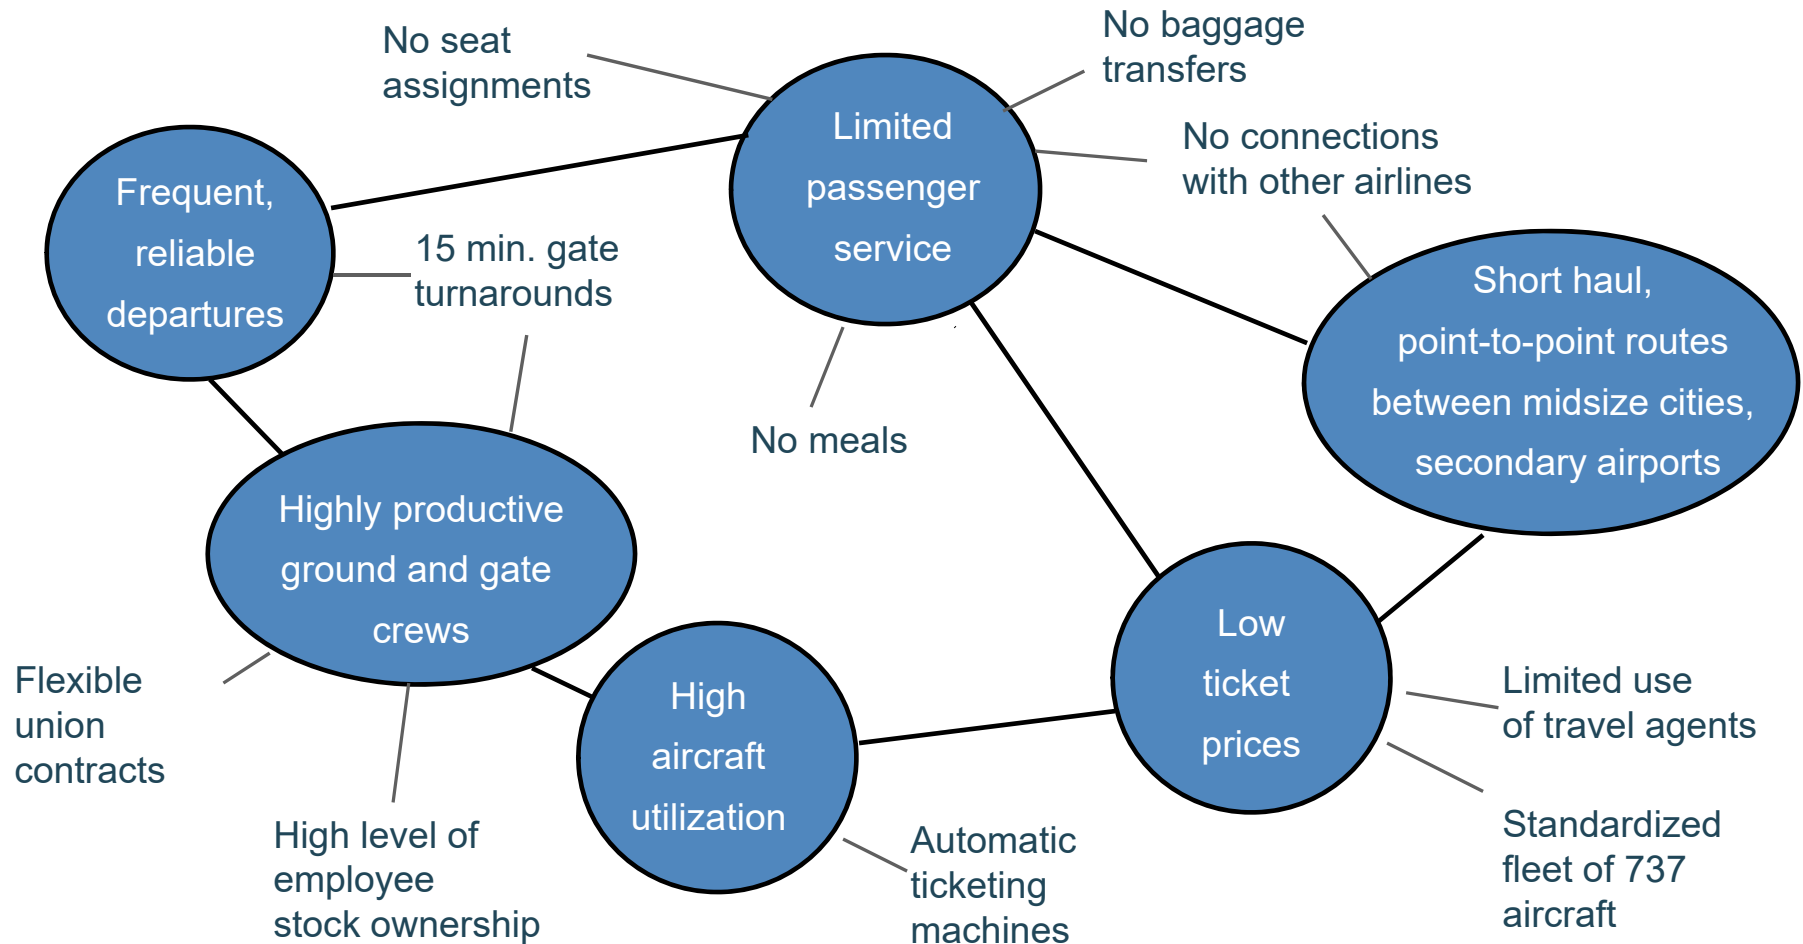 No seat
assignments
No baggage
transfers
Limited
passenger
service
No connections
with other airlines
Frequent,
reliable
departures
15 min. gate
turnarounds
Short haul,
point-to-point routes
between midsize cities,
secondary airports
No meals
Highly productive
ground and gate
crews
Low
ticket
prices
High
aircraft
utilization
Flexible
union
contracts
Limited use
of travel agents
High level of
employee
stock ownership
Automatic
ticketing
machines
Standardized
fleet of 737
aircraft